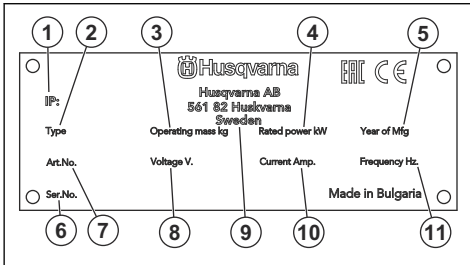 1 2 3 4 5
Husqvarna EAC CE
Husqvarna AB
IP: 561 82 Huskvarna
Sweden
Type Operating mass kg Rated power kW Year of Mfg
Art.No. Voltage V. Current Amp. Frequency Hz.
Ser.No. Made in Bulgaria
6 7 8 9 10 11